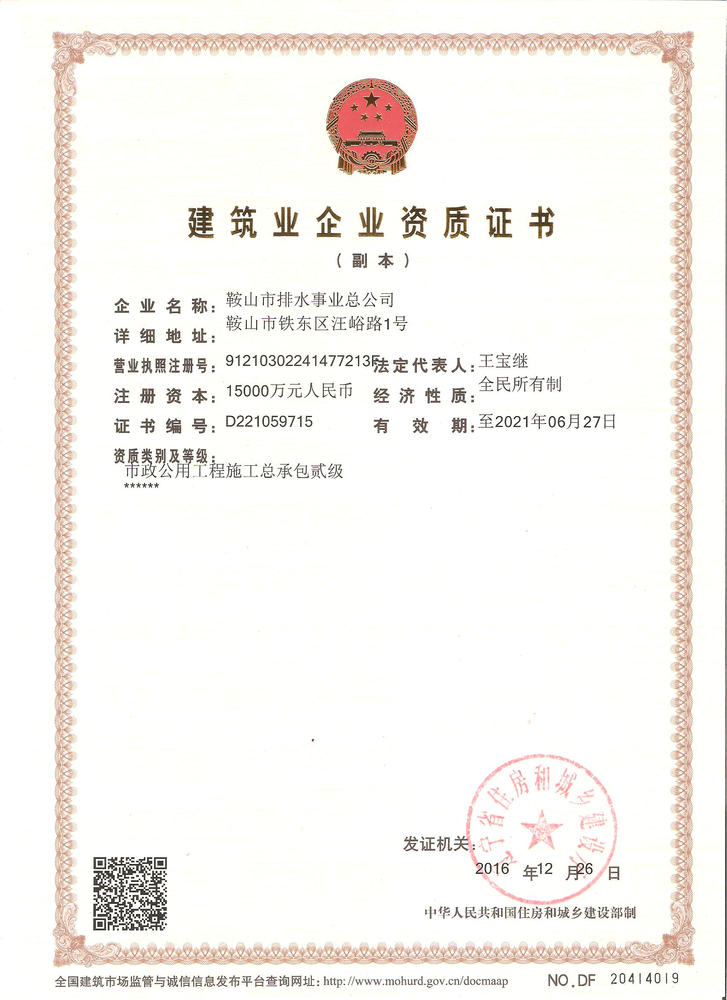 建筑业企业资质证书
（副本）
企业名称：鞍山市排水事业总公司
详细地址：鞍山市铁东区汪峪路1号
营业执照注册号：91210302241477213F 法定代表人：王宝继
注册资本：15000万元人民币 经济性质：全民所有制
证书编号：D221059715 有效期：至2021年06月27日
资质类别及等级：
市政公用工程施工总承包贰级
******
辽宁省住房和城乡建设厅
发证机关：
2016 年12 月26 日
中华人民共和国住房和城乡建设部制
全国建筑市场监管与诚信信息发布平台查询网址：http://www.mohurd.gov.cn/docmaap NO.DF 20414019